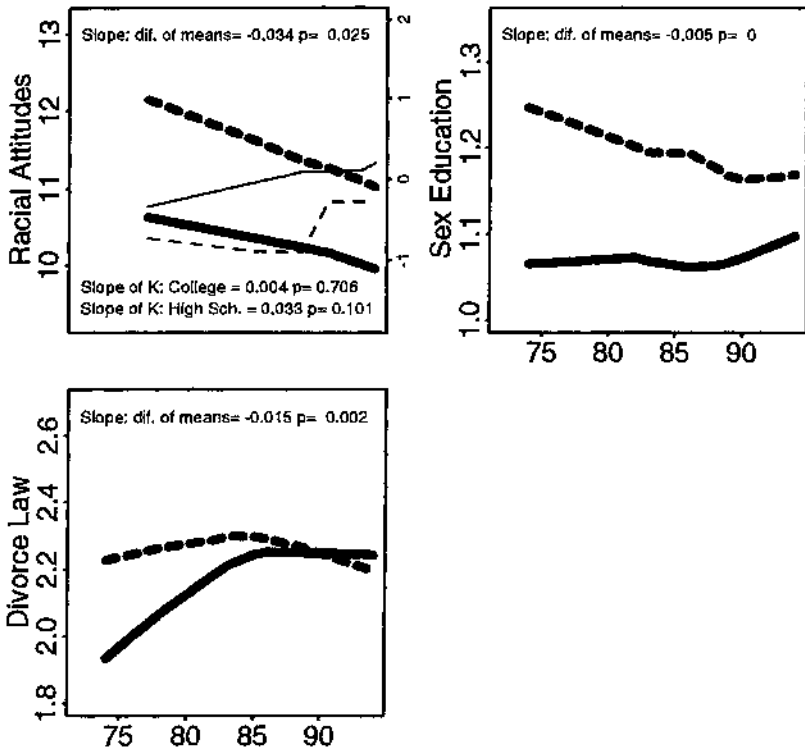 Slope: dif. of means= -0.034 p= 0.025
Racial Attitudes
13
12
11
10
2
1
0
-1
Slope of K: College = 0.004 p= 0.706
Slope of K: High Sch. = 0.033 p= 0.101
Slope: dif. of means= -0.005 p= 0
Sex Education
1.3
1.2
1.1
1.0
75 80 85 90
Slope: dif. of means= -0.015 p= 0.002
Divorce Law
2.6
2.4
2.2
2.0
1.8
75 80 85 90